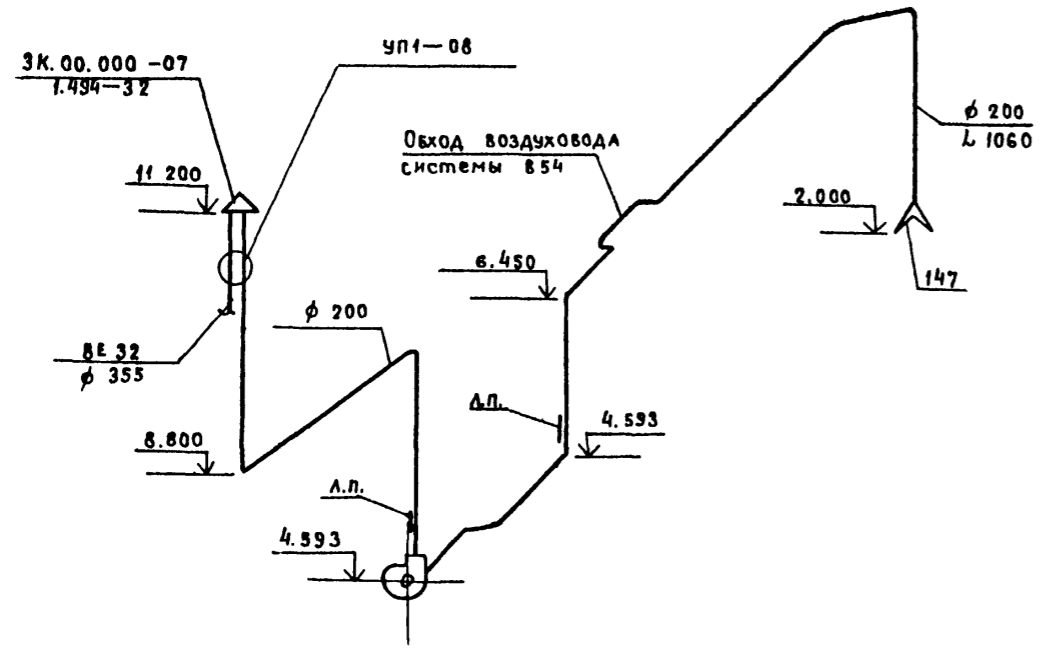 УП1-08
ЗК.00.000 -07
1.494-32
ф 200
L 1060
Обход воздуховода
системы В54
11 200
2.000
6.450
147
ф 200
ВЕ 32
ф 355
Л.П.
4.593
8.800
Л.П.
4.593